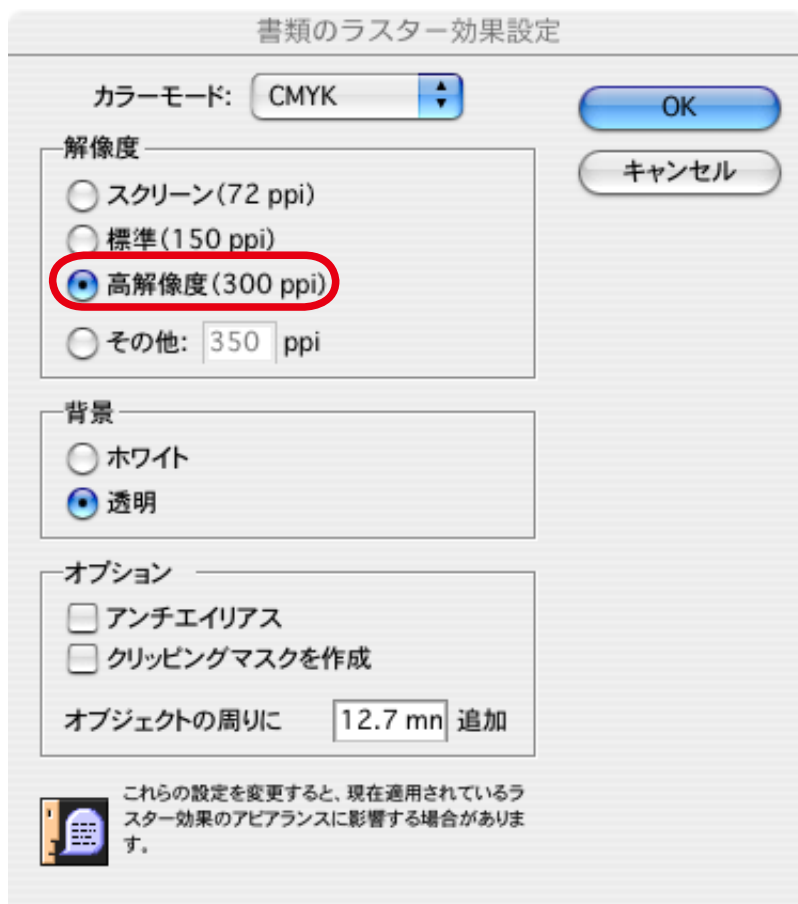 書類のラスター効果設定
カラーモード: CMYK
OK
キャンセル
解像度
スクリーン(72 ppi)
標準(150 ppi)
高解像度(300 ppi)
その他: 350 ppi
背景
ホワイト
透明
オプション
アンチエイリアス
クリッピングマスクを作成
オブジェクトの周りに 12.7 mn 追加
これらの設定を変更すると、現在適用されているラ
スター効果のアピアランスに影響する場合がありま
す。